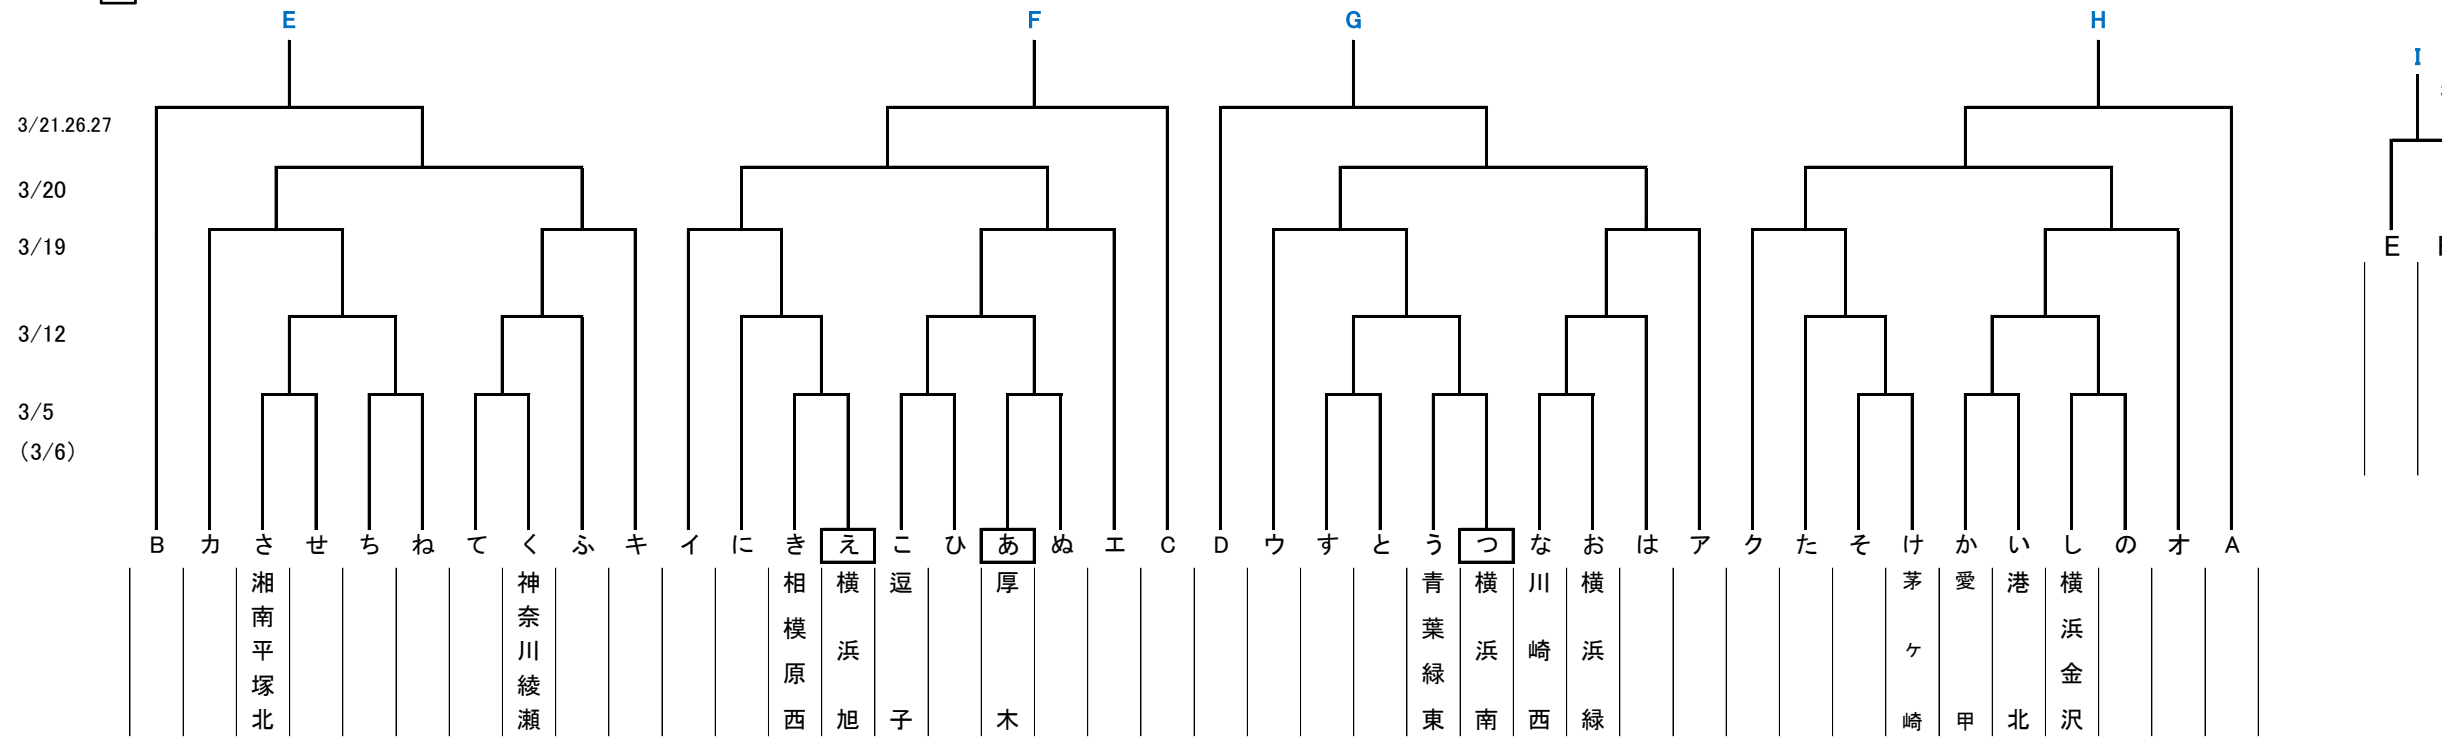 E F G H
I
3/21.26.27
3/20
3/19
E
3/12
3/5
(3/6)
B カ さ せ ち ね て く ふ キ イ に き え こ ひ あ ぬ エ C D ウ す と う つ な お は ア ク た そ け か い し の オ A
湘南平塚北
神奈川綾瀬
相模原西
横浜旭
逗子
厚木
青葉緑東
横浜南
川崎西
横浜緑
茅ヶ崎
愛甲
港北
横浜金沢